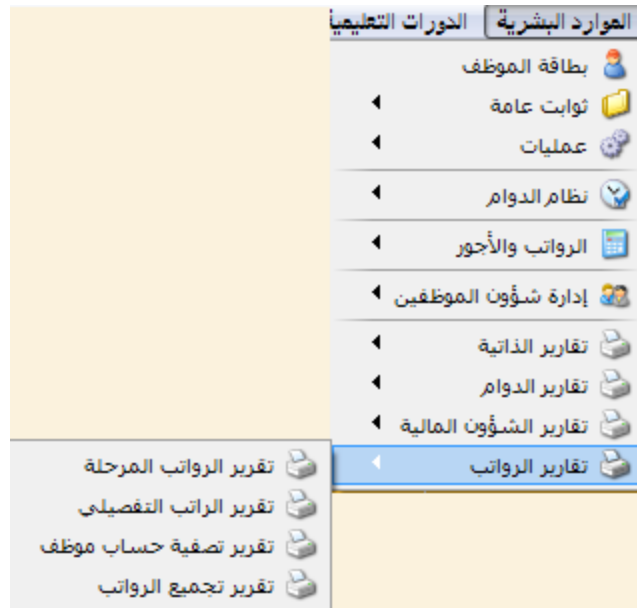 الموارد البشرية الدورات التعليمية
بطاقة الموظف
ثوابت عامة
عمليات
نظام الدوام
الرواتب والأجور
إدارة شؤون الموظفين
تقارير الذاتية
تقارير الدوام
تقارير الشؤون المالية
تقارير الرواتب
تقرير الرواتب المرحلة
تقرير الراتب التفصيلي
تقرير تصفية حساب موظف
تقرير تجميع الرواتب